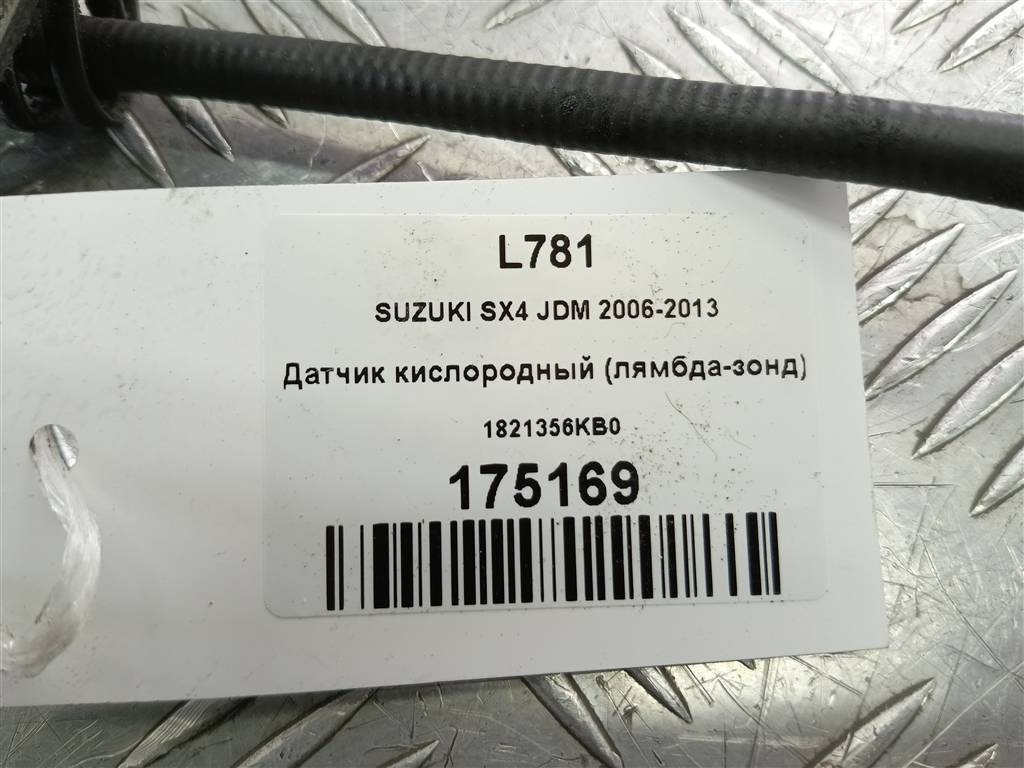 L781
SUZUKI SX4 JDM 2006-2013
Датчик кислородный (лямбда-зонд)
1821356KB0
175169